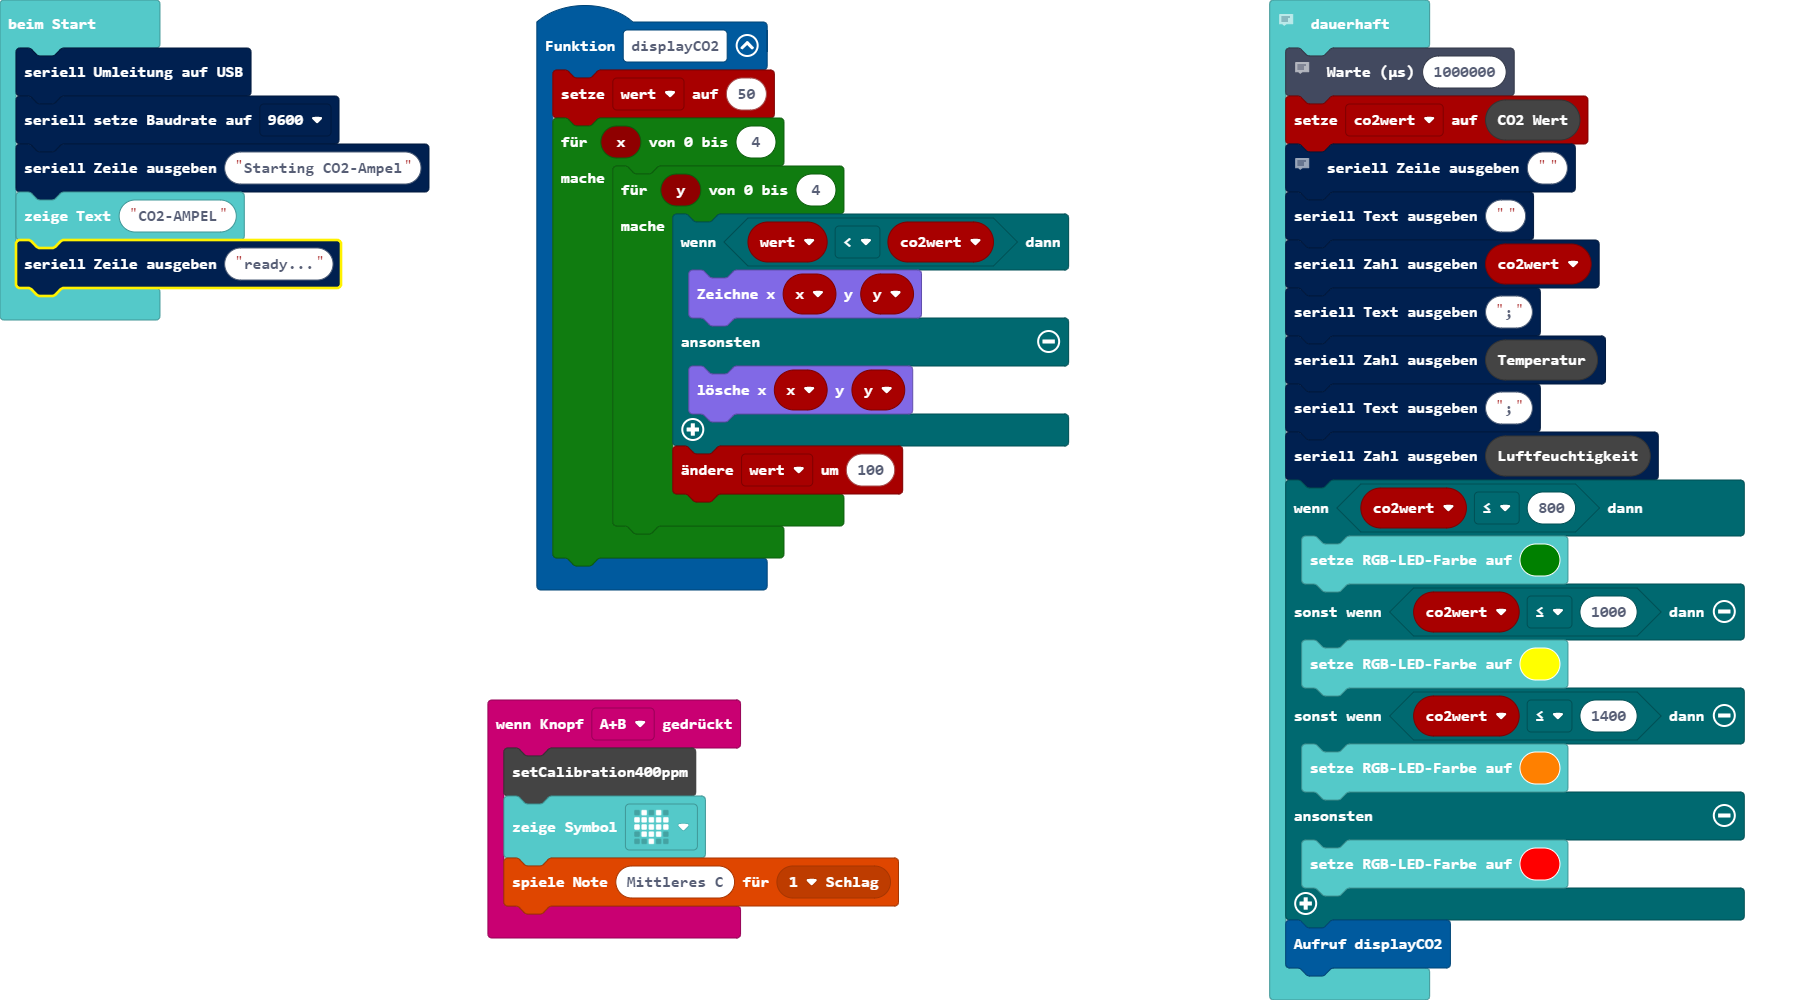 beim Start
seriell Umleitung auf USB
seriell setze Baudrate auf 9600
seriell Zeile ausgeben "Starting CO2-Ampel"
zeige Text "CO2-AMPEL"
seriell Zeile ausgeben "ready..."
Funktion displayCO2
setze wert auf 50
für x von 0 bis 4
mache
für y von 0 bis 4
mache
wenn wert < co2wert dann
Zeichne x x y y
ansonsten
lösche x x y y
ändere wert um 100
wenn Knopf A+B gedrückt
setCalibration400ppm
zeige Symbol
spiele Note Mittleres C für 1 Schlag
dauerhaft
Warte (µs) 1000000
setze co2wert auf CO2 Wert
seriell Zeile ausgeben " "
seriell Text ausgeben " "
seriell Zahl ausgeben co2wert
seriell Text ausgeben ";"
seriell Zahl ausgeben Temperatur
seriell Text ausgeben ";"
seriell Zahl ausgeben Luftfeuchtigkeit
wenn co2wert ≤ 800 dann
setze RGB-LED-Farbe auf
sonst wenn co2wert ≤ 1000 dann
setze RGB-LED-Farbe auf
sonst wenn co2wert ≤ 1400 dann
setze RGB-LED-Farbe auf
ansonsten
setze RGB-LED-Farbe auf
Aufruf displayCO2